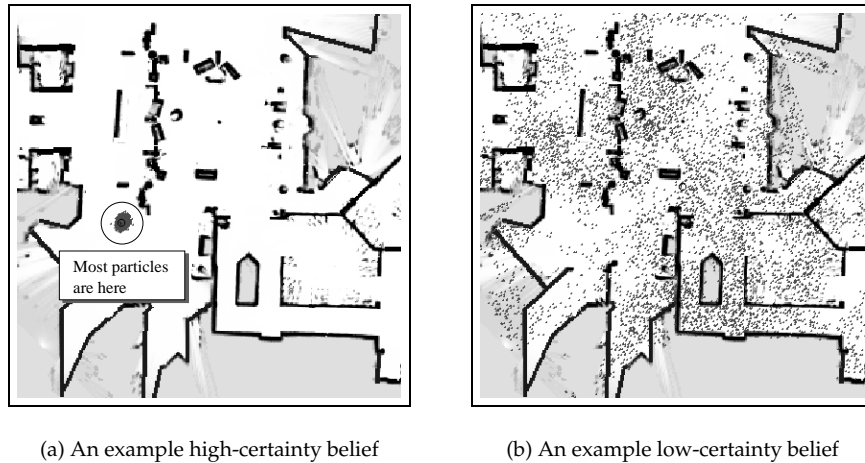 Most particles
are here
(a) An example high-certainty belief
(b) An example low-certainty belief